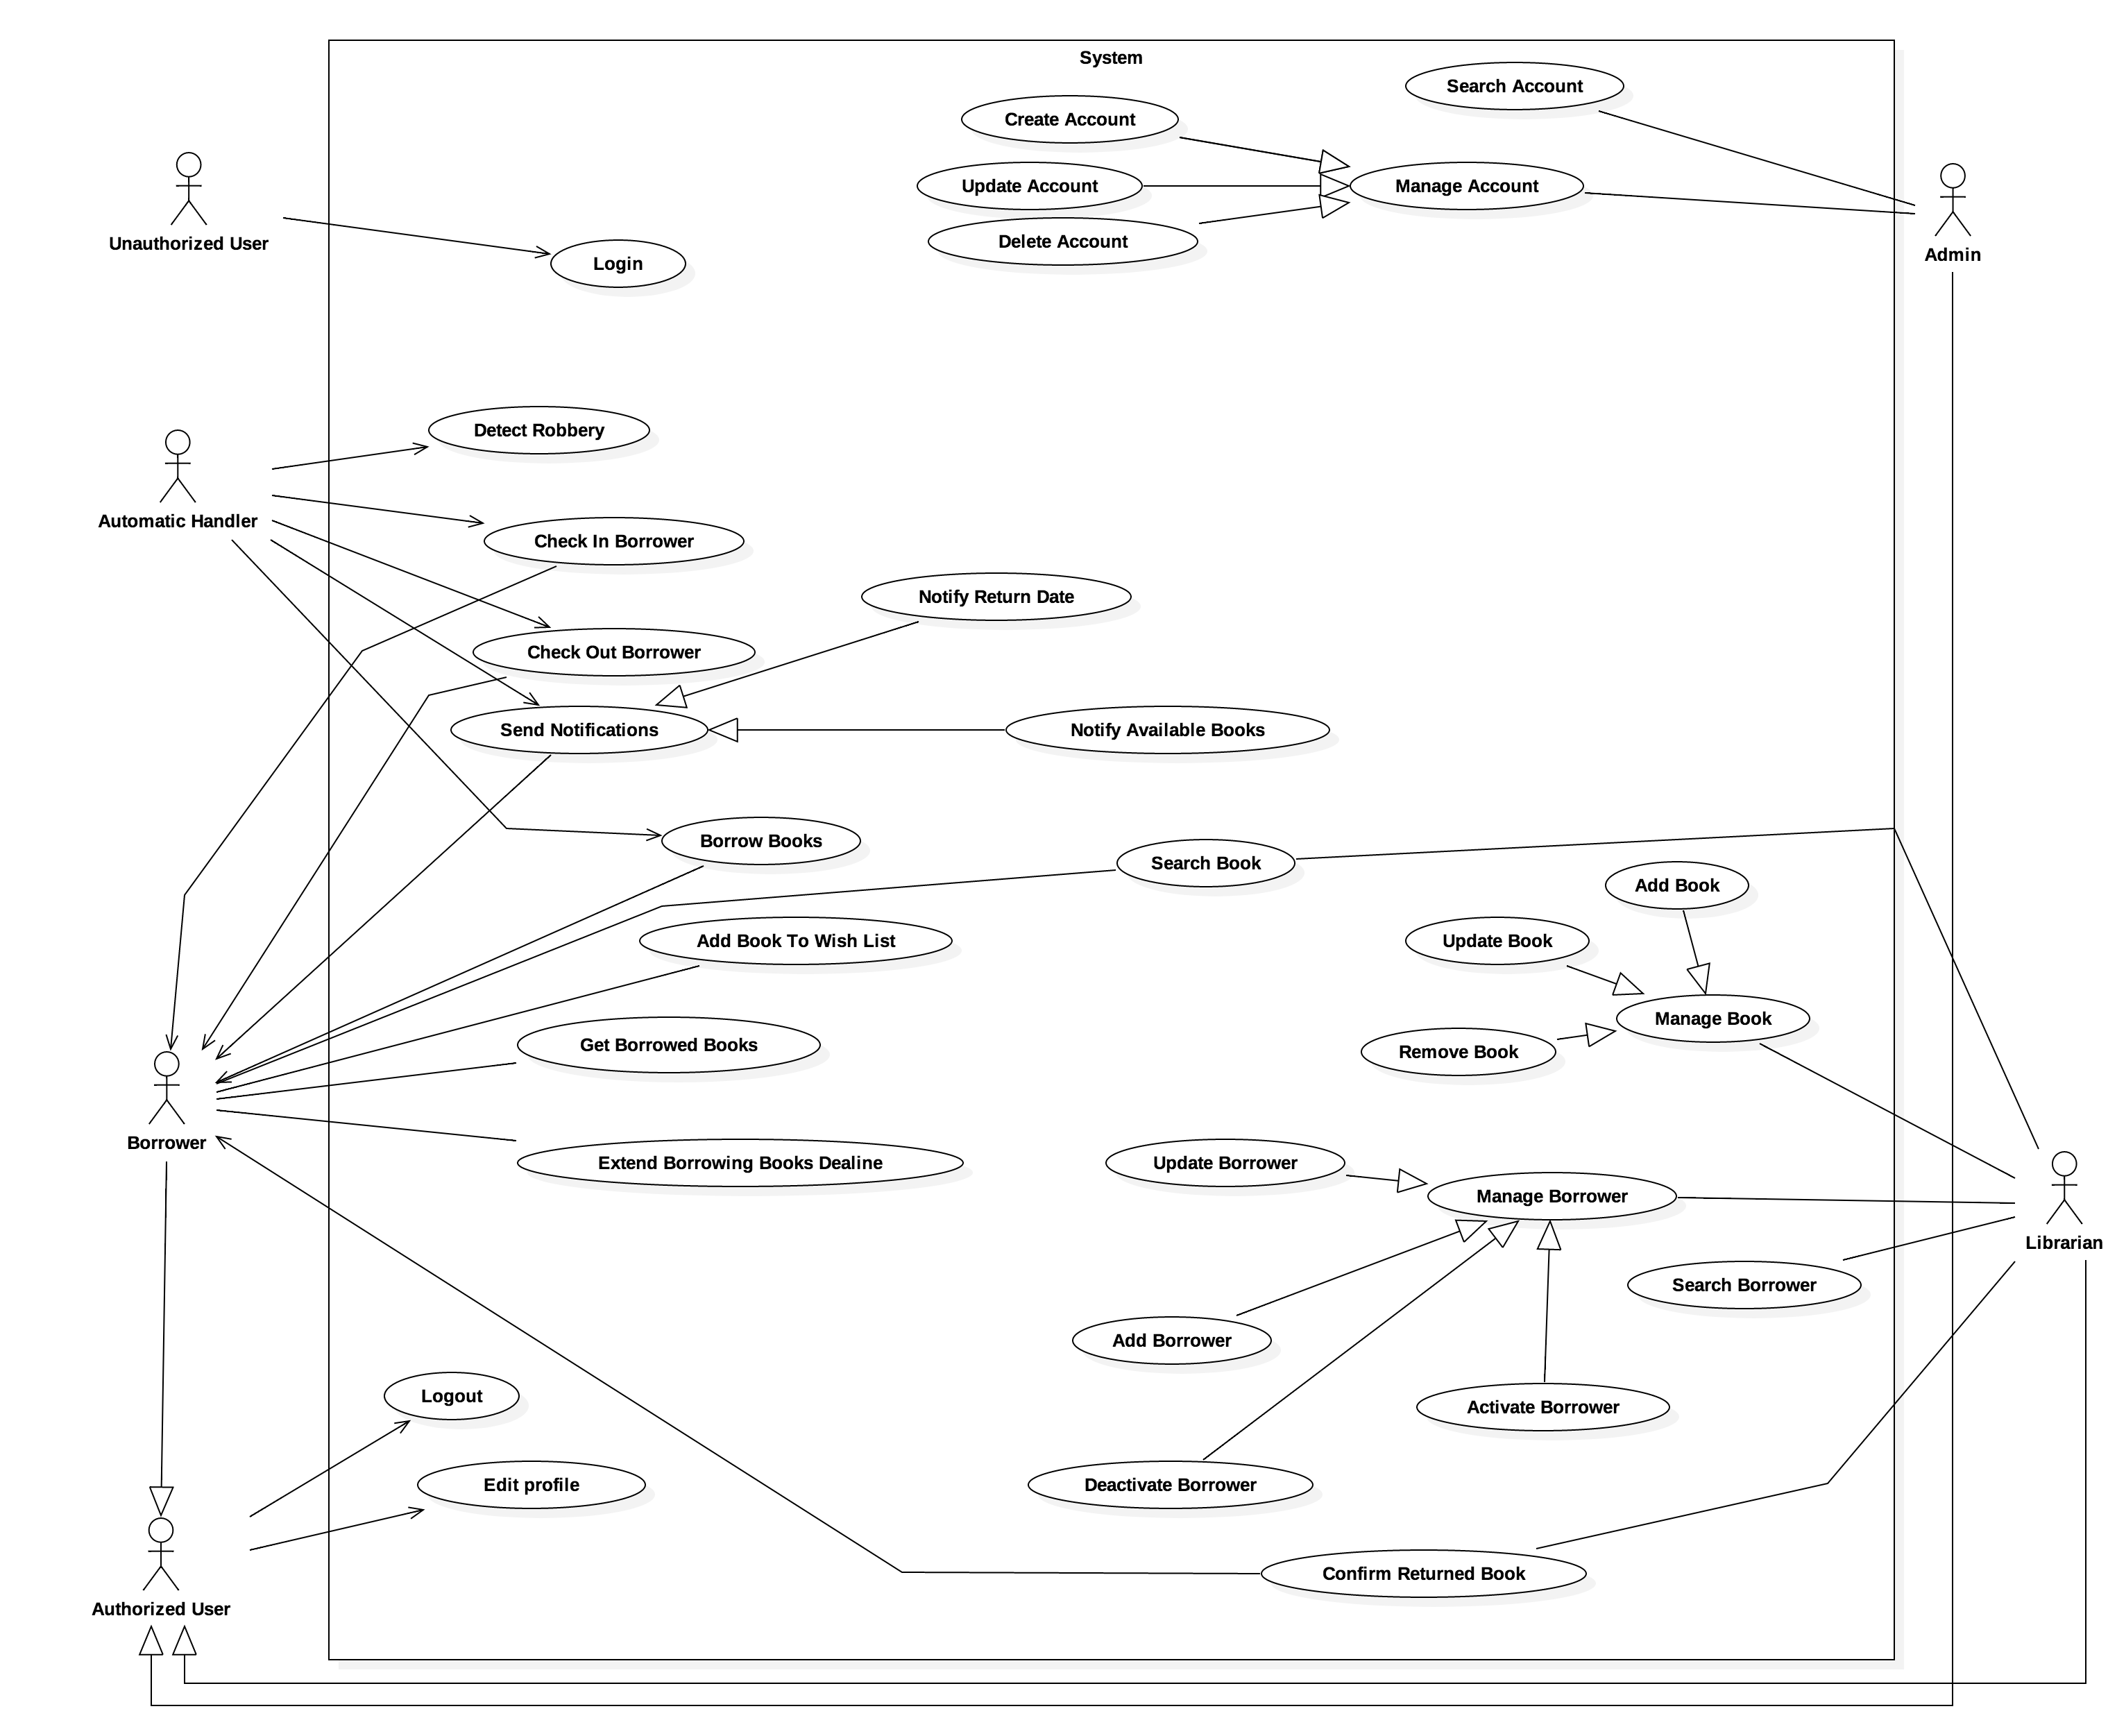 System
Search Account
Create Account
Update Account
Manage Account
Delete Account
Unauthorized User
Admin
Login
Detect Robbery
Automatic Handler
Check In Borrower
Notify Return Date
Check Out Borrower
Send Notifications
Notify Available Books
Borrow Books
Search Book
Add Book
Add Book To Wish List
Update Book
Manage Book
Get Borrowed Books
Remove Book
Borrower
Extend Borrowing Books Dealine
Update Borrower
Manage Borrower
Librarian
Search Borrower
Add Borrower
Logout
Activate Borrower
Edit profile
Deactivate Borrower
Confirm Returned Book
Authorized User